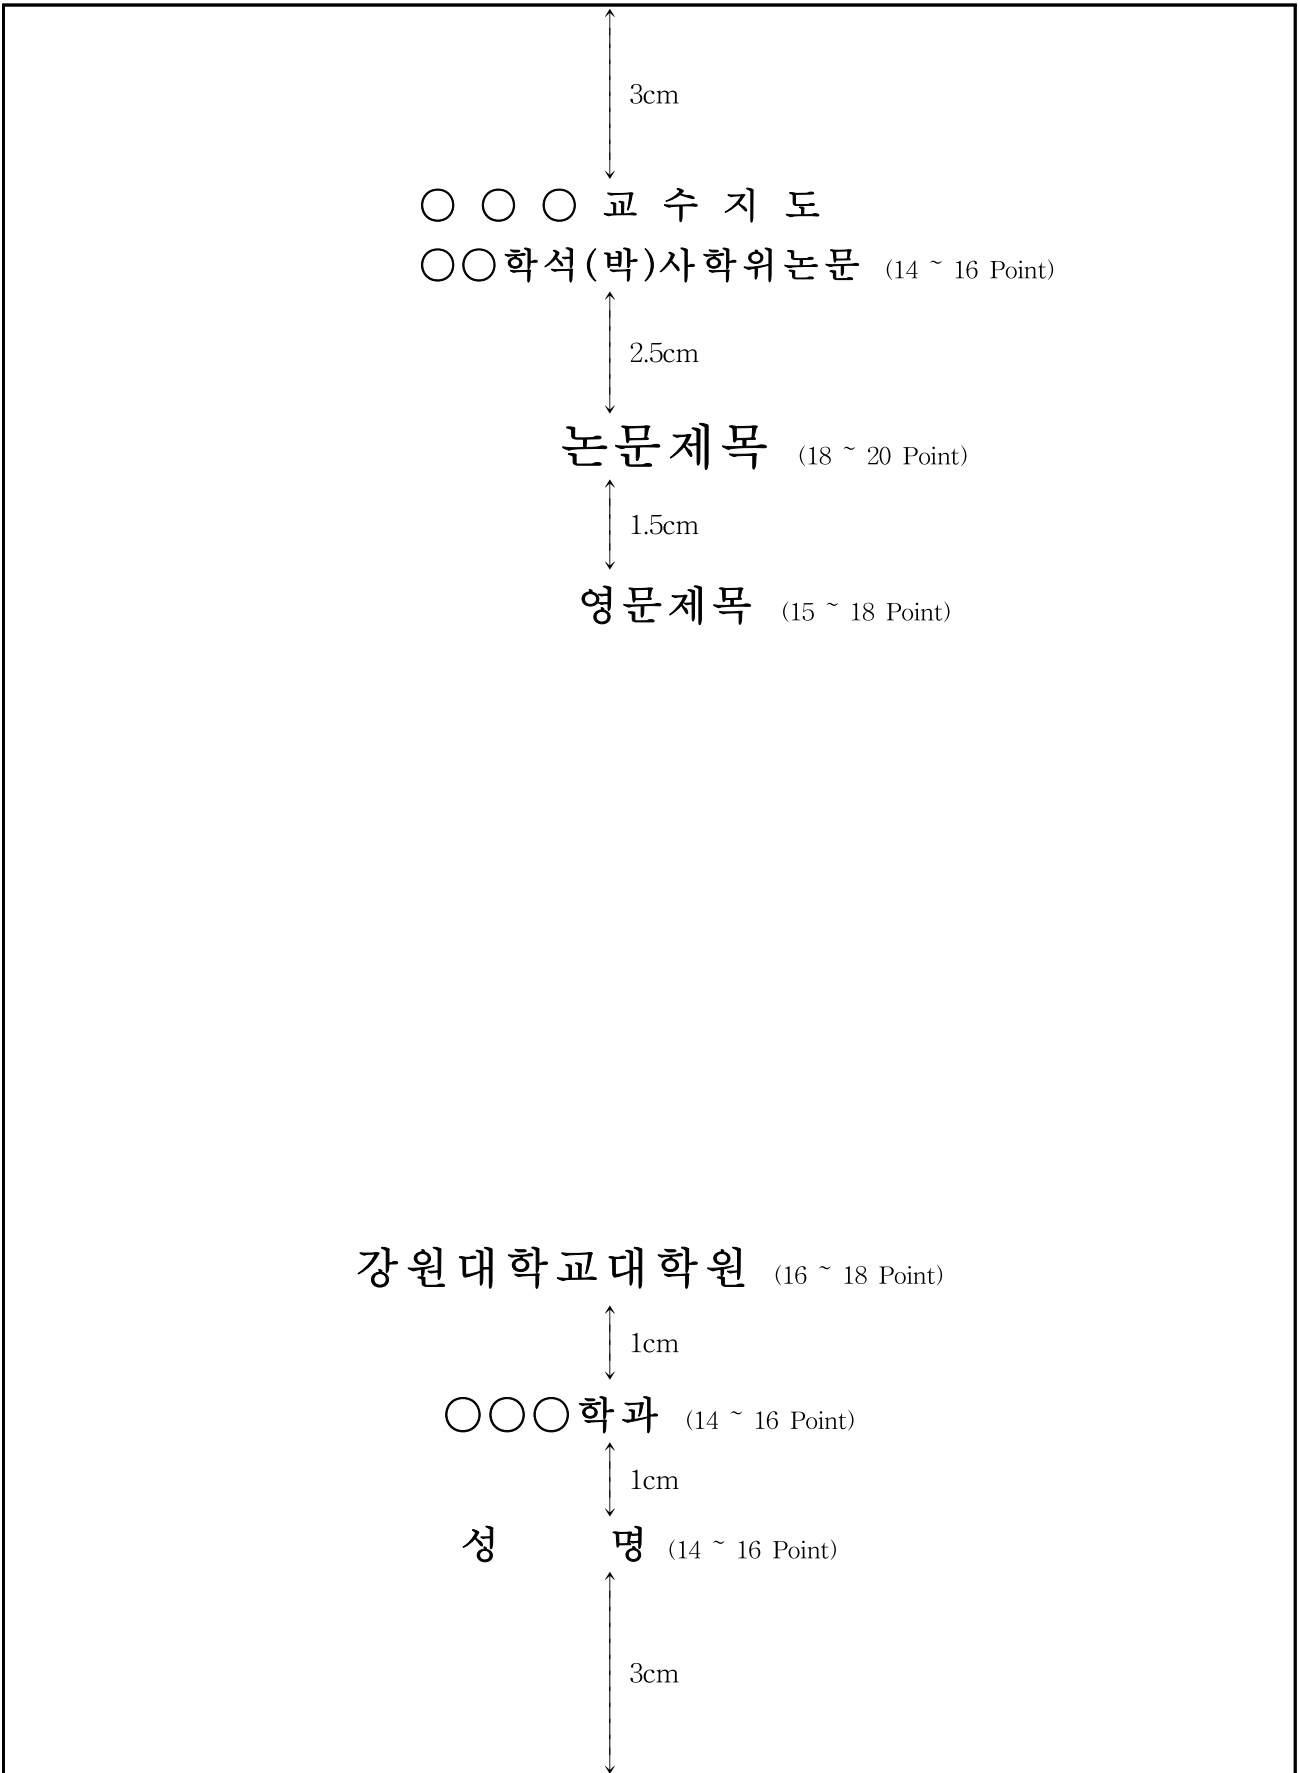 3cm
○ ○ ○ 교 수 지 도
○○학석(박)사학위논문 (14 ~ 16 Point)
2.5cm
논문제목 (18 ~ 20 Point)
1.5cm
영문제목 (15 ~ 18 Point)
강원대학교대학원 (16 ~ 18 Point)
1cm
○○○학과 (14 ~ 16 Point)
1cm
성 명 (14 ~ 16 Point)
3cm